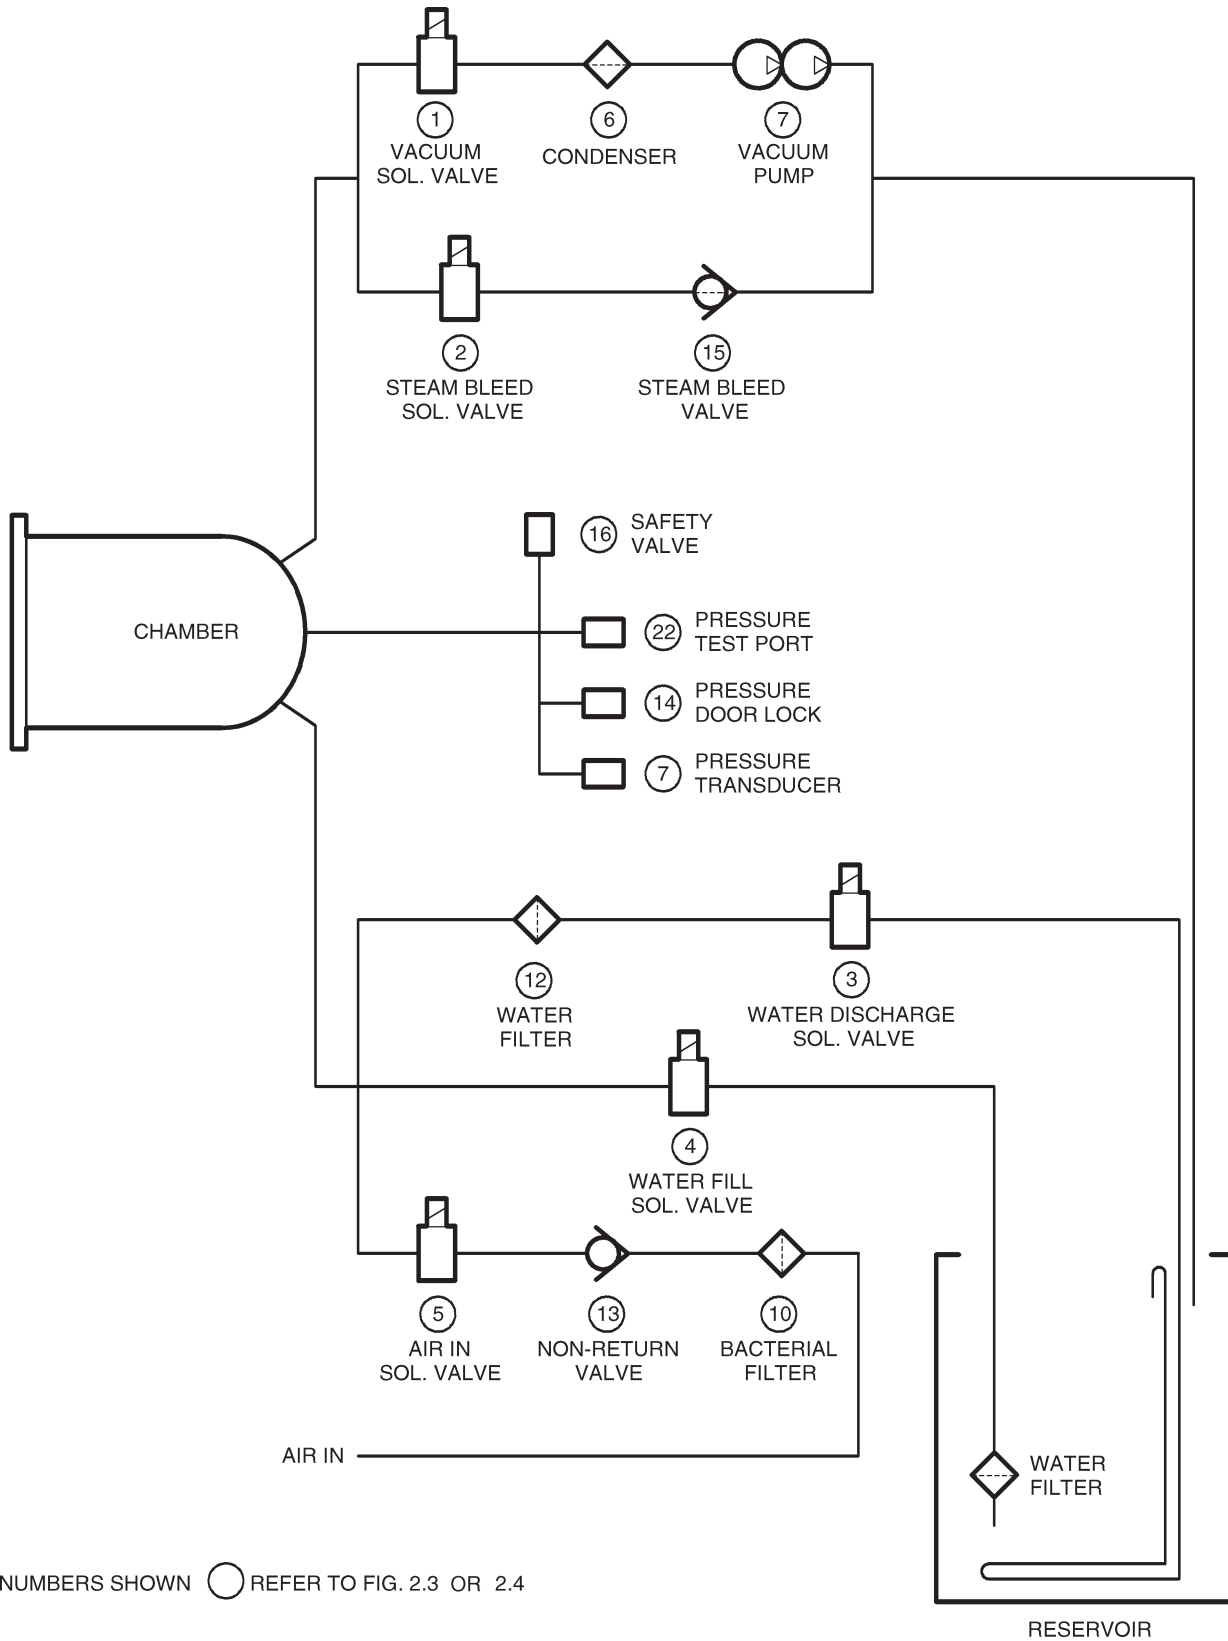 1
VACUUM
SOL. VALVE
6
CONDENSER
7
VACUUM
PUMP
2
STEAM BLEED
SOL. VALVE
15
STEAM BLEED
VALVE
16
SAFETY
VALVE
CHAMBER
22
PRESSURE
TEST PORT
14
PRESSURE
DOOR LOCK
7
PRESSURE
TRANSDUCER
12
WATER
FILTER
3
WATER DISCHARGE
SOL. VALVE
4
WATER FILL
SOL. VALVE
5
AIR IN
SOL. VALVE
13
NON-RETURN
VALVE
10
BACTERIAL
FILTER
AIR IN
WATER
FILTER
NUMBERS SHOWN REFER TO FIG. 2.3 OR 2.4
RESERVOIR